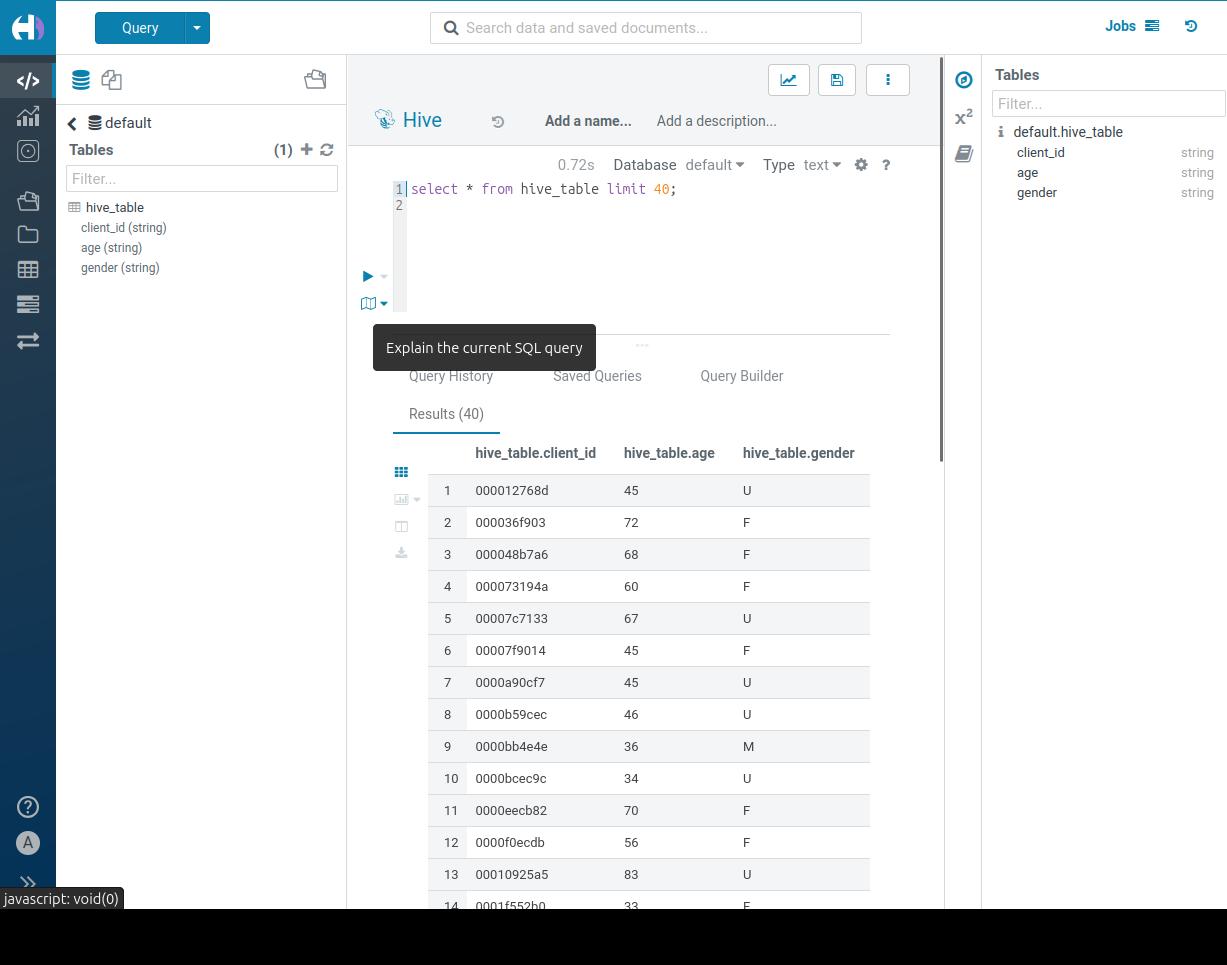 Query
Search data and saved documents...
Jobs
default
Tables
(1)
Filter...
hive_table
client_id (string)
age (string)
gender (string)
Hive
Add a name...
Add a description...
0.72s Database default Type text ?
1 select * from hive_table limit 40;
2
Explain the current SQL query
Query History Saved Queries Query Builder
Results (40)
hive_table.client_id hive_table.age hive_table.gender
1 000012768d 45 U
2 000036f903 72 F
3 000048b7a6 68 F
4 000073194a 60 F
5 00007c7133 67 U
6 00007f9014 45 F
7 0000a90cf7 45 U
8 0000b59cec 46 U
9 0000bb4e4e 36 M
10 0000bcec9c 34 U
11 0000eecb82 70 F
12 0000f0ecdb 56 F
13 00010925a5 83 U
14 0001f552b0 33 F
Tables
Filter...
default.hive_table
client_id string
age string
gender string
x²
A
javascript: void(0)